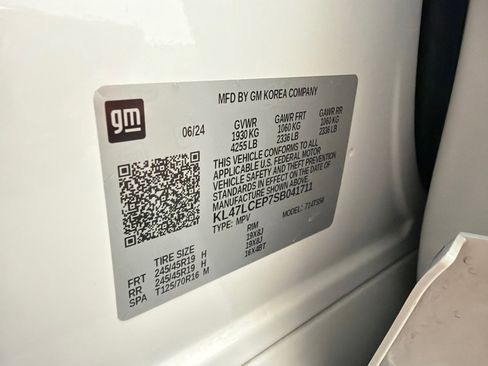 MFD BY GM KOREA COMPANY
gm
06/24
GVWR GAWR FRT GAWR RR
1930 KG 1060 KG 1060 KG
4255 LB 2336 LB 2336 LB
THIS VEHICLE CONFORMS TO ALL
APPLICABLE U.S. FEDERAL MOTOR
VEHICLE SAFETY AND THEFT PREVENTION
STANDARDS IN EFFECT ON THE DATE OF
MANUFACTURE SHOWN ABOVE.
KL47LCEP7SB041711
TYPE: MPV MODEL:
TIRE SIZE RIM
FRT 245/45R19 H 19X8J
RR 245/45R19 H 19X8J
SPA T125/70R16 M 16X4BT